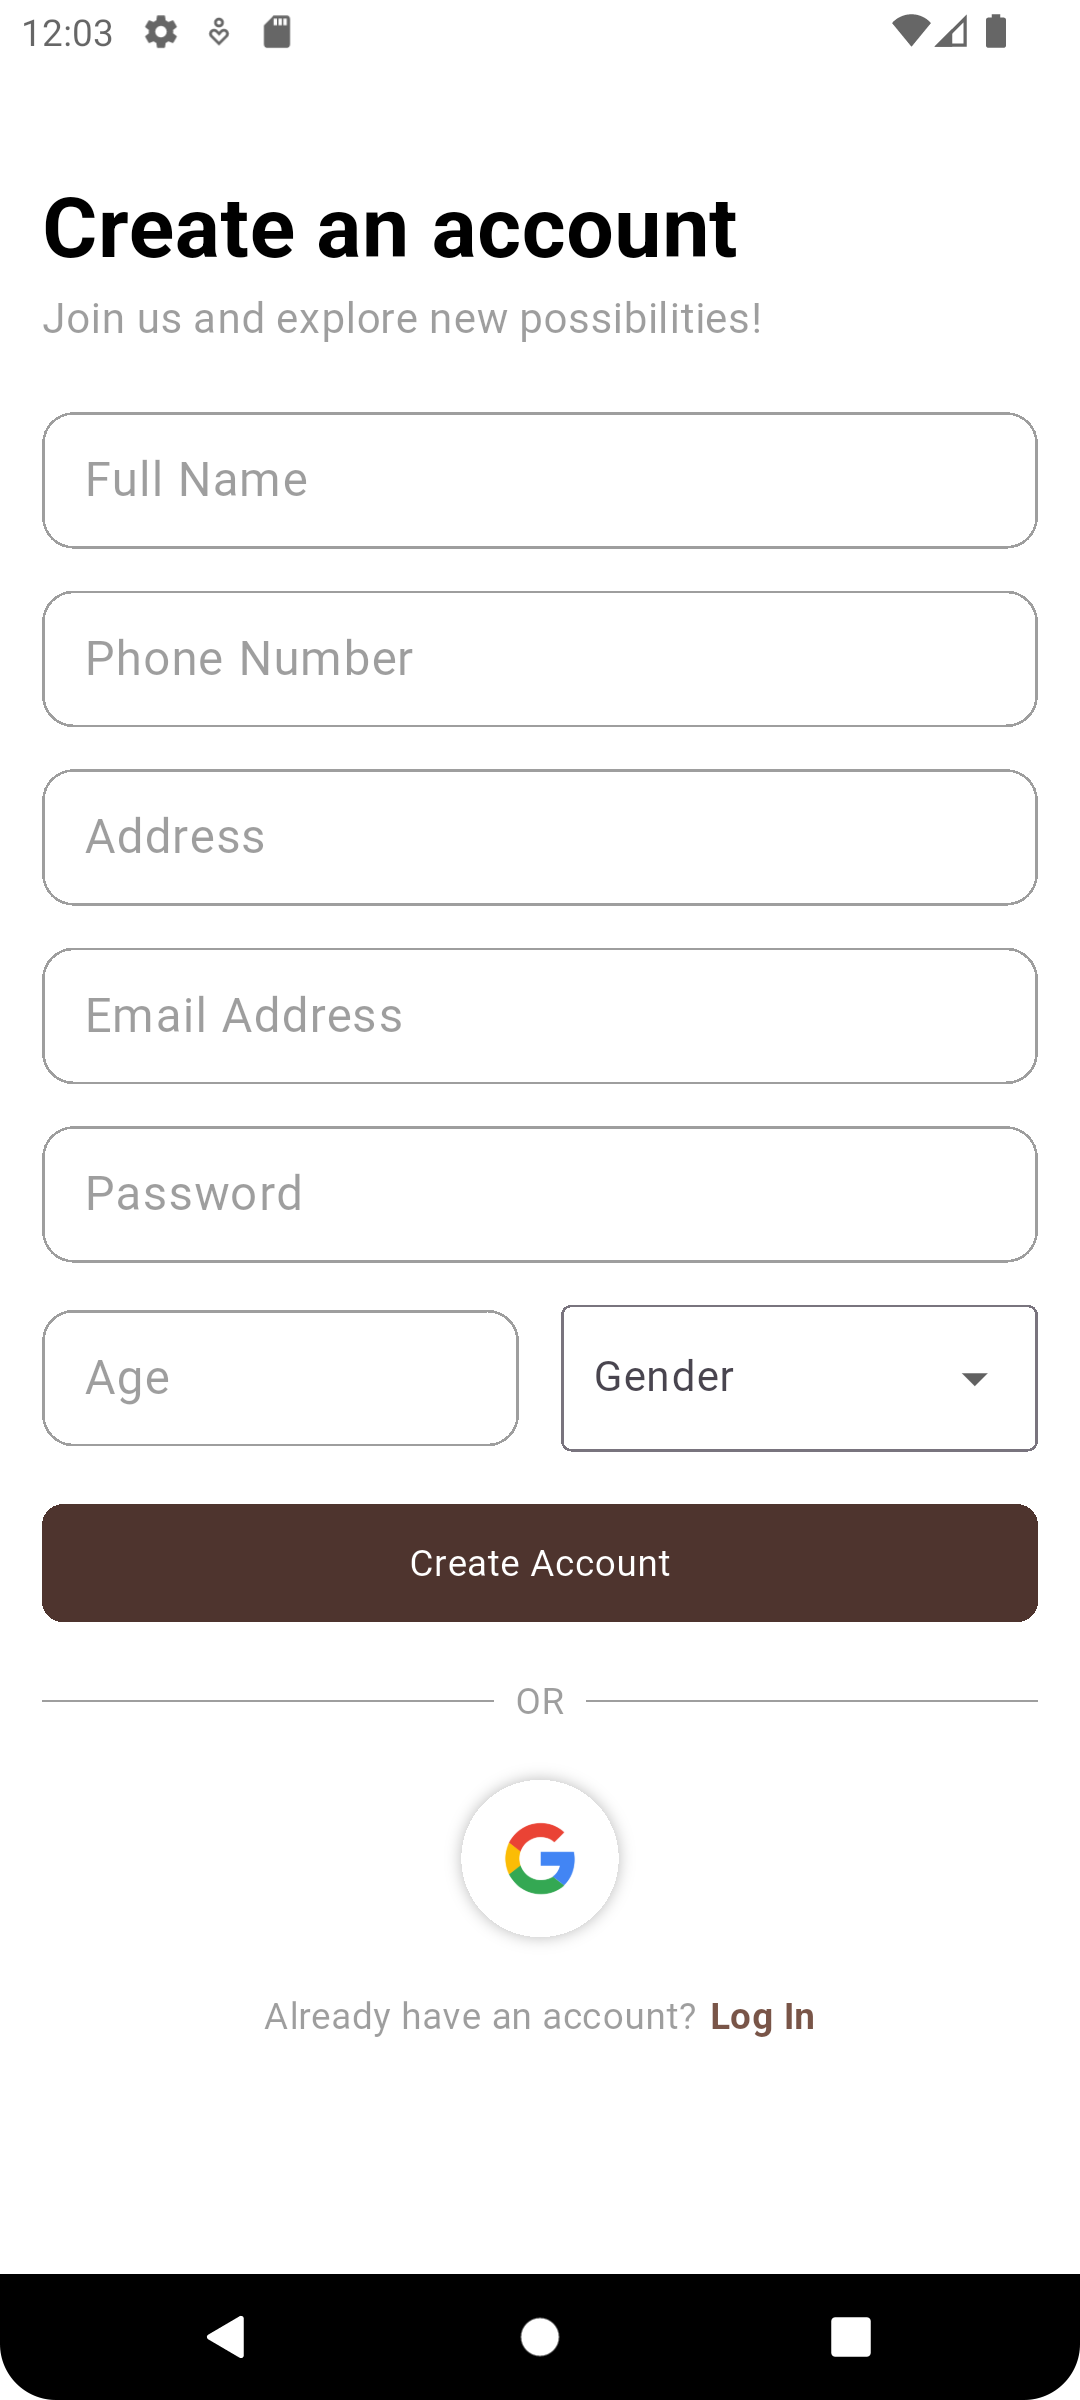 12:03
Create an account
Join us and explore new possibilities!
Full Name
Phone Number
Address
Email Address
Password
Age
Gender
Create Account
OR
Already have an account? Log In